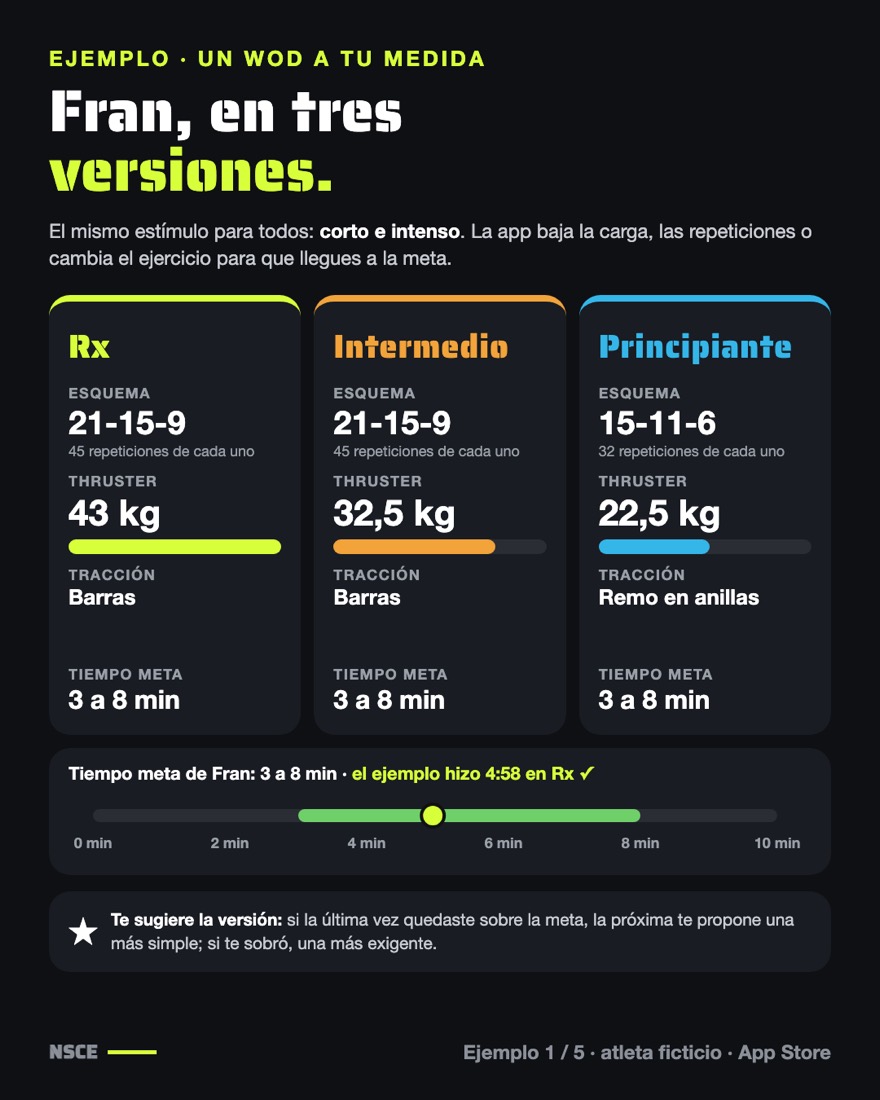 EJEMPLO · UN WOD A TU MEDIDA
Fran, en tres
versiones.
El mismo estímulo para todos: corto e intenso. La app baja la carga, las repeticiones o
cambia el ejercicio para que llegues a la meta.
Rx
ESQUEMA
21-15-9
45 repeticiones de cada uno
THRUSTER
43 kg
TRACCIÓN
Barras
TIEMPO META
3 a 8 min
Intermedio
ESQUEMA
21-15-9
45 repeticiones de cada uno
THRUSTER
32,5 kg
TRACCIÓN
Barras
TIEMPO META
3 a 8 min
Principiante
ESQUEMA
15-11-6
32 repeticiones de cada uno
THRUSTER
22,5 kg
TRACCIÓN
Remo en anillas
TIEMPO META
3 a 8 min
Tiempo meta de Fran: 3 a 8 min · el ejemplo hizo 4:58 en Rx ✓
0 min 2 min 4 min 6 min 8 min 10 min
Te sugiere la versión: si la última vez quedaste sobre la meta, la próxima te propone una
más simple; si te sobró, una más exigente.
NSCE
Ejemplo 1 / 5 · atleta ficticio · App Store